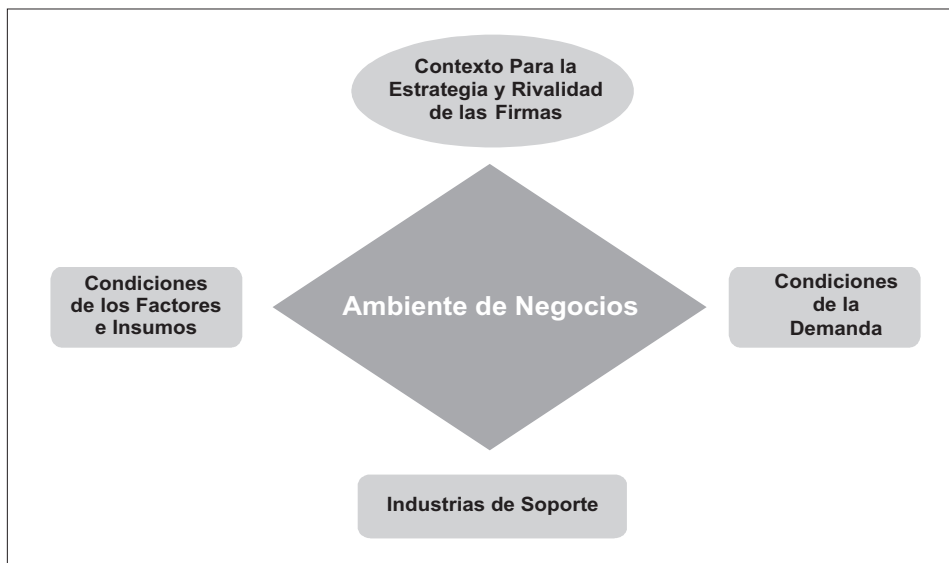 Contexto Para la
Estrategia y Rivalidad
de las Firmas
Condiciones
de los Factores
e Insumos
Ambiente de Negocios
Condiciones
de la
Demanda
Industrias de Soporte